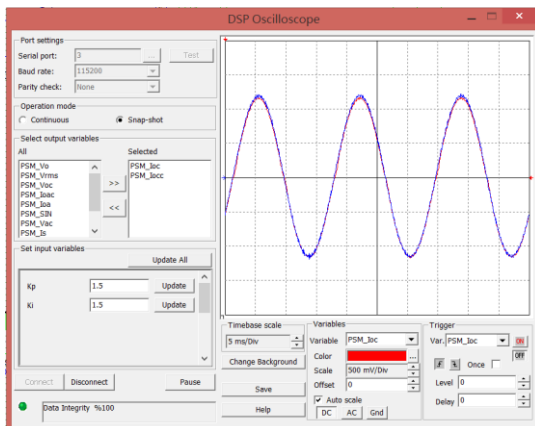 DSP Oscilloscope
Port settings
Serial port: 3 ... Test
Baud rate: 115200
Parity check: None
Operation mode
Continuous Snap-shot
Select output variables
All Selected
PSM_Vo
PSM_Vrms
PSM_Voc
PSM_Ioac
PSM_Ioa
PSM_SIN
PSM_Vac
PSM_Is
>>
<<
PSM_Ioc
PSM_Iocc
Set input variables
Update All
Kp 1.5 Update
Ki 1.5 Update
Connect Disconnect Pause
Data Integrity %100
Timebase scale
5 ms/Div
Change Background
Save
Help
Variables
Variable PSM_Ioc
Color ...
Scale 500 mV/Div
Offset 0
Auto scale
DC AC Gnd
Trigger
Var. PSM_Ioc ON
OFF
Once
Level 0
Delay 0